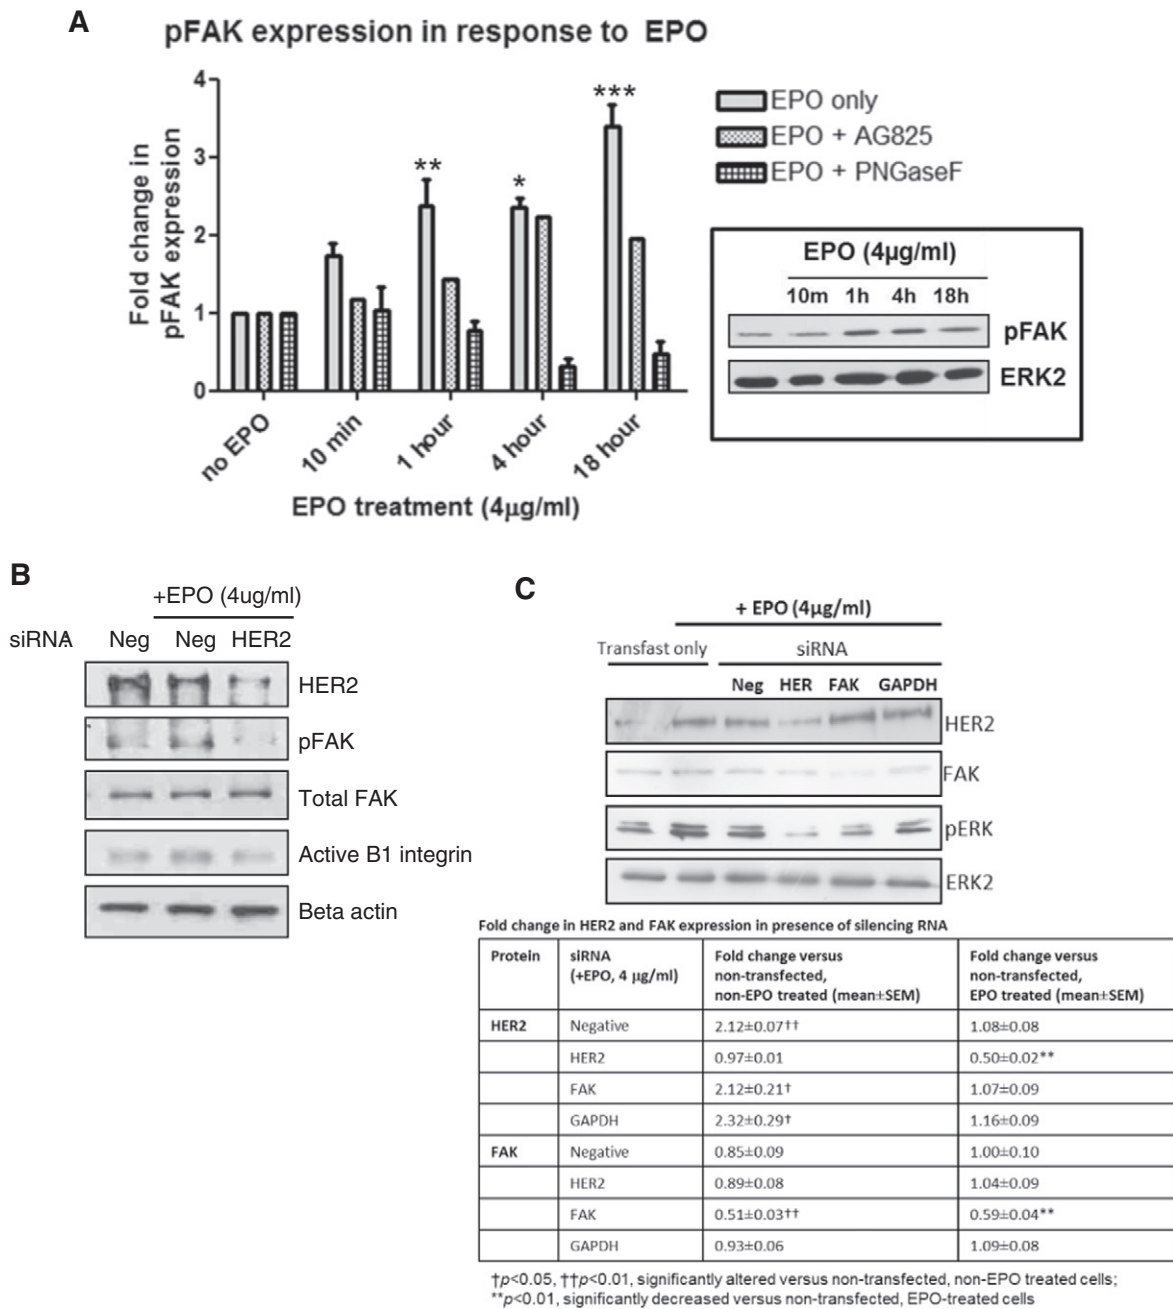 A
pFAK expression in response to EPO
Fold change in
pFAK expression
4
3
2
1
0
**
*
***
no EPO
10 min
1 hour
4 hour
18 hour
EPO treatment (4µg/ml)
EPO only
EPO + AG825
EPO + PNGaseF
EPO (4µg/ml)
10m 1h 4h 18h
pFAK
ERK2
B
+EPO (4ug/ml)
siRNA: Neg Neg HER2
HER2
pFAK
Total FAK
Active B1 integrin
Beta actin
C
+ EPO (4µg/ml)
Transfast only siRNA
Neg HER FAK GAPDH
HER2
FAK
pERK
ERK2
Fold change in HER2 and FAK expression in presence of silencing RNA
Protein siRNA Fold change versus Fold change versus
(+EPO, 4 µg/ml) non-transfected, non-transfected,
non-EPO treated (mean±SEM) EPO treated (mean±SEM)
HER2 Negative 2.12±0.07†† 1.08±0.08
HER2 0.97±0.01 0.50±0.02**
FAK 2.12±0.21† 1.07±0.09
GAPDH 2.32±0.29† 1.16±0.09
FAK Negative 0.85±0.09 1.00±0.10
HER2 0.89±0.08 1.04±0.09
FAK 0.51±0.03†† 0.59±0.04**
GAPDH 0.93±0.06 1.09±0.08
†p<0.05, ††p<0.01, significantly altered versus non-transfected, non-EPO treated cells;
**p<0.01, significantly decreased versus non-transfected, EPO-treated cells